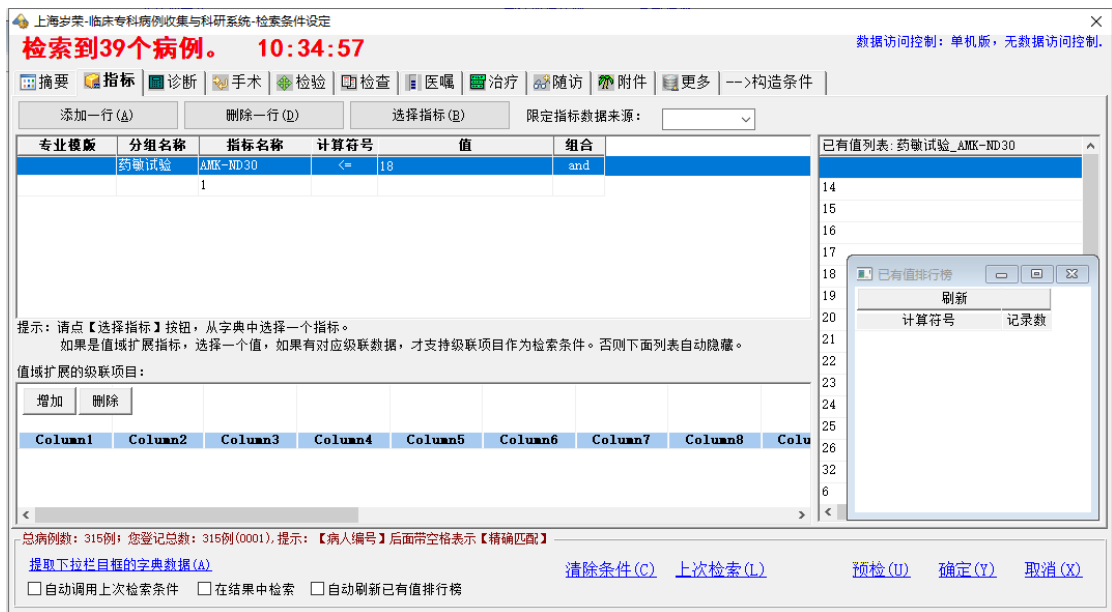 上海岁荣-临床专科病例收集与科研系统-检索条件设定
检索到39个病例。 10:34:57
数据访问控制: 单机版，无数据访问控制.
摘要 指标 诊断 手术 检验 检查 医嘱 治疗 随访 附件 更多 -->构造条件
添加一行(A) 删除一行(D) 选择指标(B) 限定指标数据来源:
专业模版 分组名称 指标名称 计算符号 值 组合
药敏试验 AMK-ND30 <= 18 and
1
已有值列表:药敏试验_AMK-ND30
14
15
16
17
18
19
20
21
22
23
24
25
26
32
6
已有值排行榜
刷新
计算符号 记录数
提示: 请点【选择指标】按钮，从字典中选择一个指标。
如果是值域扩展指标，选择一个值，如果有对应级联数据，才支持级联项目作为检索条件。否则下面列表自动隐藏。
值域扩展的级联项目:
增加 删除
Column1 Column2 Column3 Column4 Column5 Column6 Column7 Column8 Colu
总病例数: 315例; 您登记总数: 315例(0001),提示: 【病人编号】后面带空格表示【精确匹配】
提取下拉栏目框的字典数据(A)
清除条件(C) 上次检索(L) 预检(U) 确定(Y) 取消(X)
自动调用上次检索条件 在结果中检索 自动刷新已有值排行榜